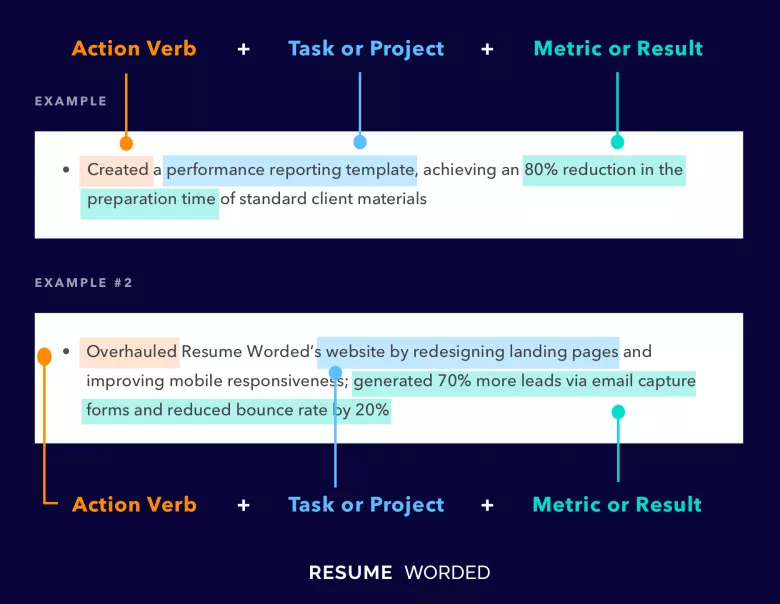 Action Verb + Task or Project + Metric or Result
EXAMPLE
• Created a performance reporting template, achieving an 80% reduction in the
preparation time of standard client materials
EXAMPLE #2
• Overhauled Resume Worded’s website by redesigning landing pages and
improving mobile responsiveness; generated 70% more leads via email capture
forms and reduced bounce rate by 20%
Action Verb + Task or Project + Metric or Result
RESUME WORDED